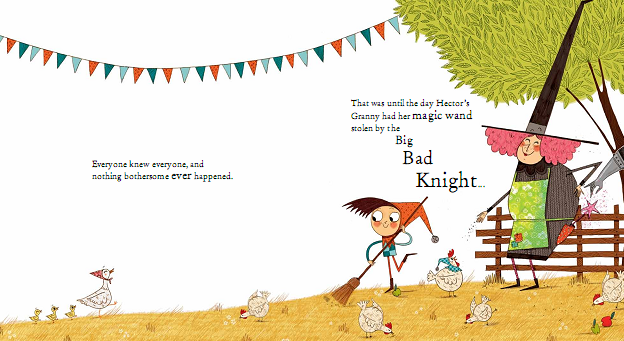 Everyone knew everyone, and
nothing bothersome ever happened.
That was until the day Hector's
Granny had her magic wand
stolen by the
Big
Bad
Knight...